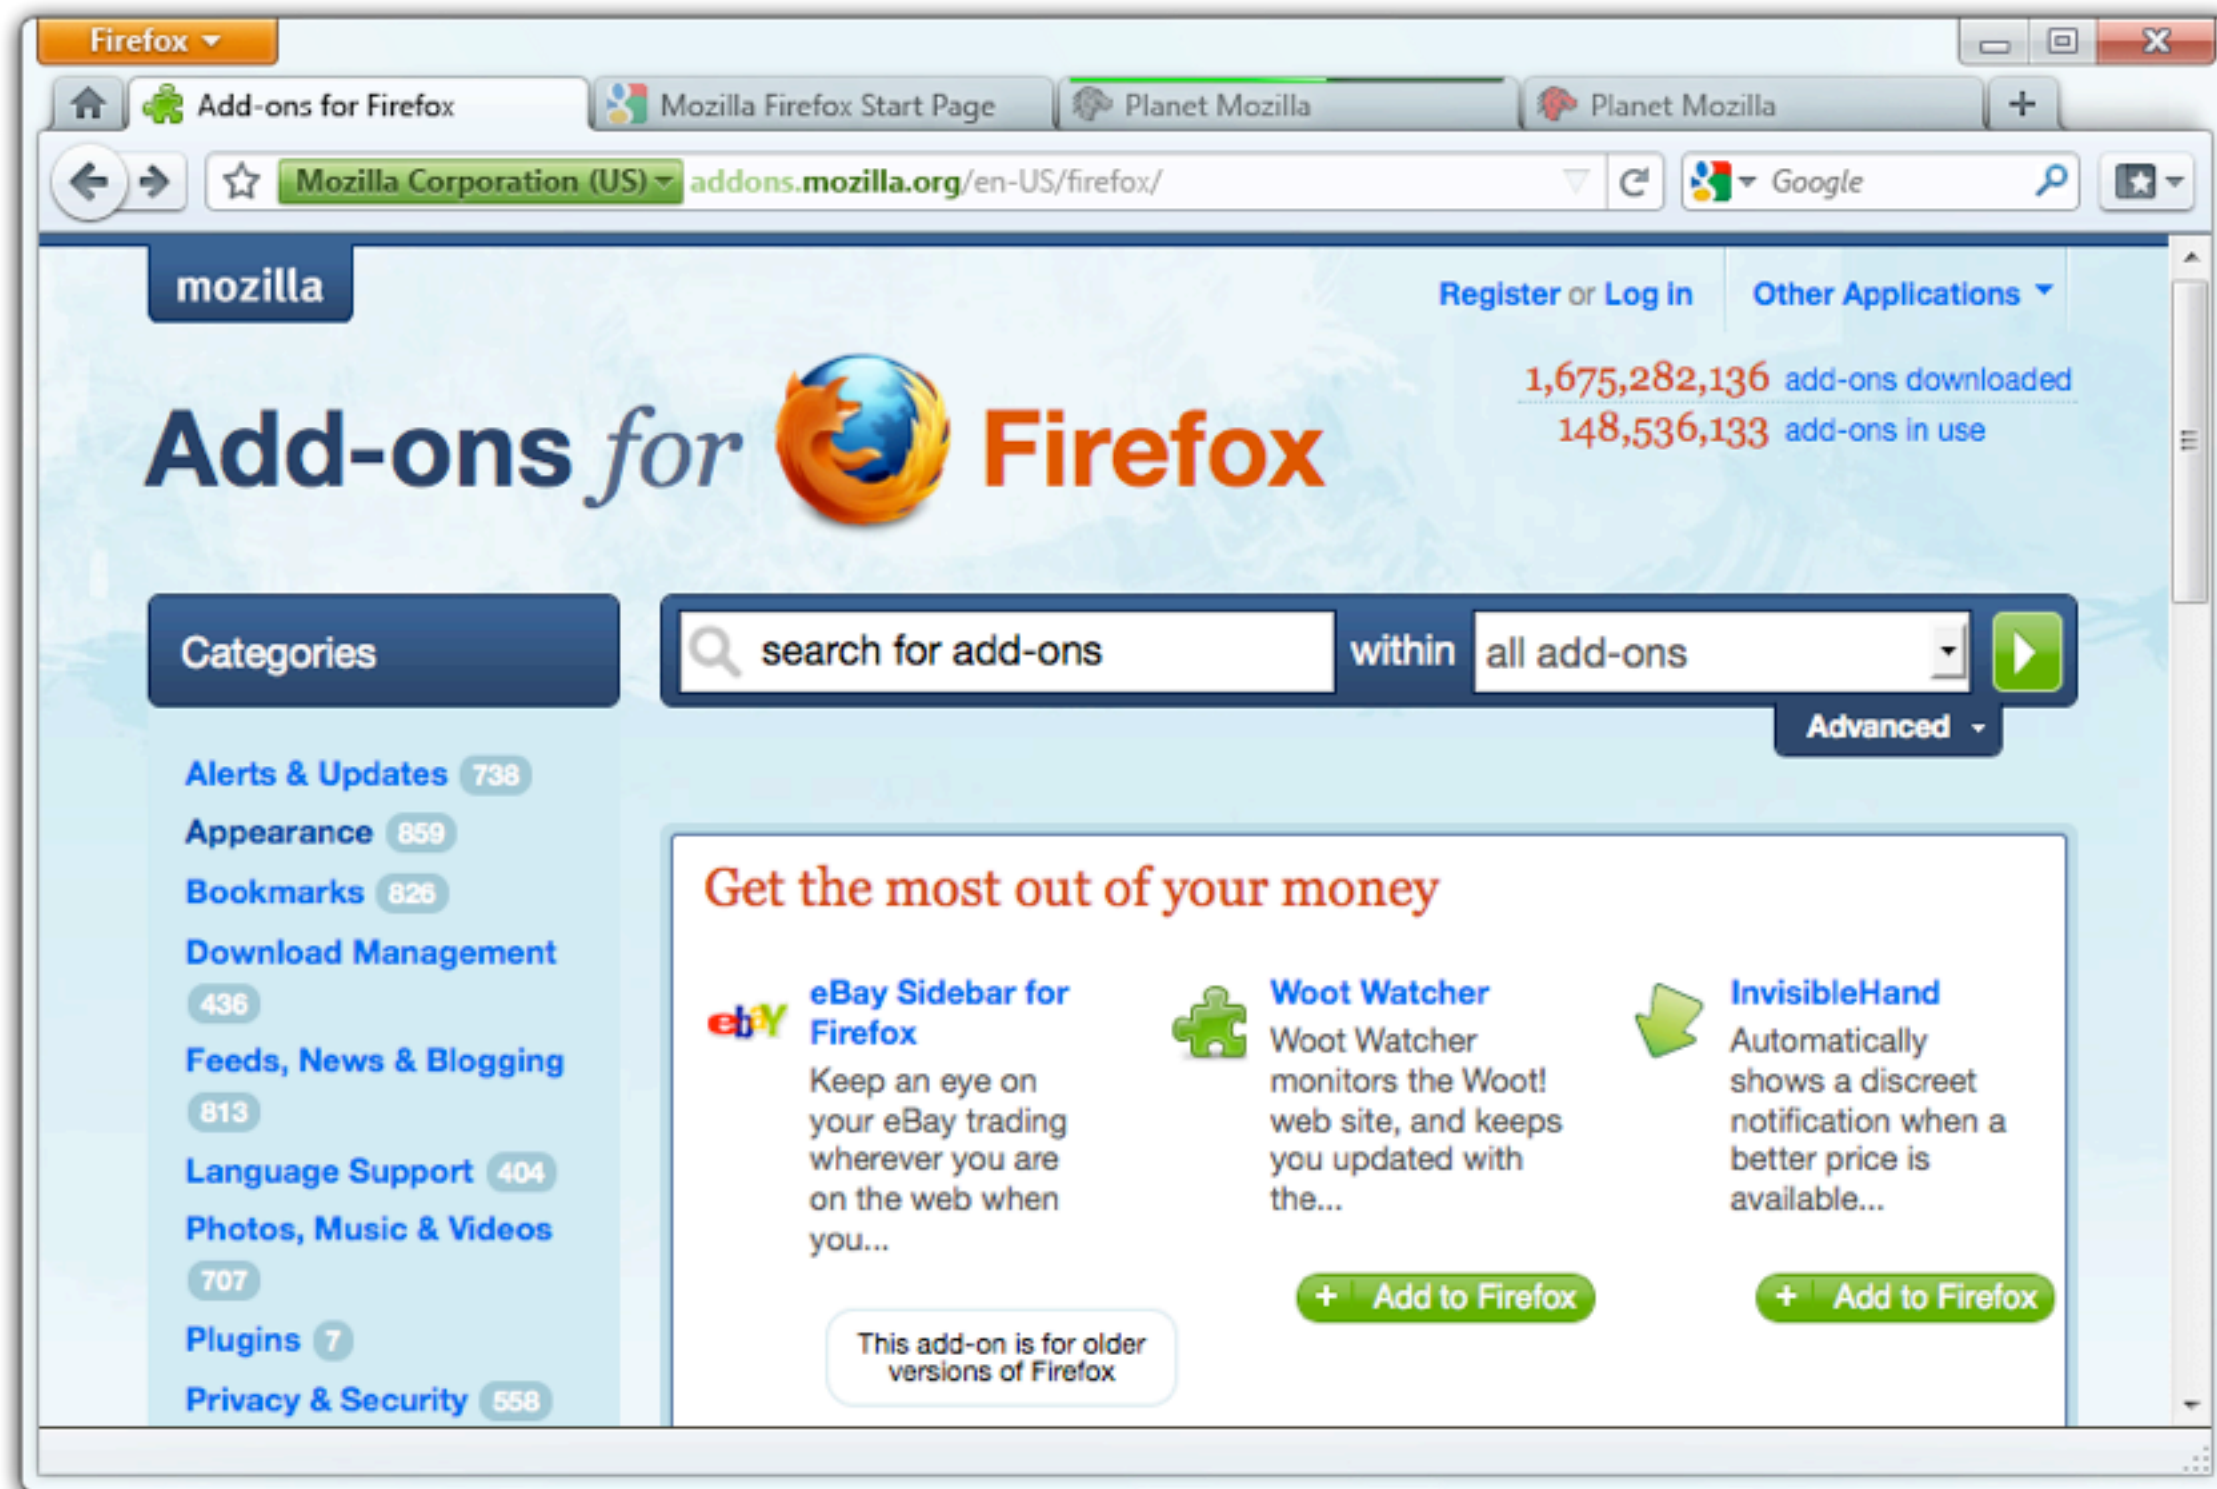 Firefox
Add-ons for Firefox
Mozilla Firefox Start Page
Planet Mozilla
Planet Mozilla
Mozilla Corporation (US) addons.mozilla.org/en-US/firefox/
Google
mozilla
Register or Log in
Other Applications
1,675,282,136 add-ons downloaded
148,536,133 add-ons in use
Add-ons for Firefox
Categories
search for add-ons
within
all add-ons
Advanced
Alerts & Updates 738
Appearance 859
Bookmarks 826
Download Management
436
Feeds, News & Blogging
813
Language Support 404
Photos, Music & Videos
707
Plugins 7
Privacy & Security 558
Get the most out of your money
ebaY
eBay Sidebar for
Firefox
Keep an eye on
your eBay trading
wherever you are
on the web when
you...
This add-on is for older
versions of Firefox
Woot Watcher
Woot Watcher
monitors the Woot!
web site, and keeps
you updated with
the...
+ Add to Firefox
InvisibleHand
Automatically
shows a discreet
notification when a
better price is
available...
+ Add to Firefox